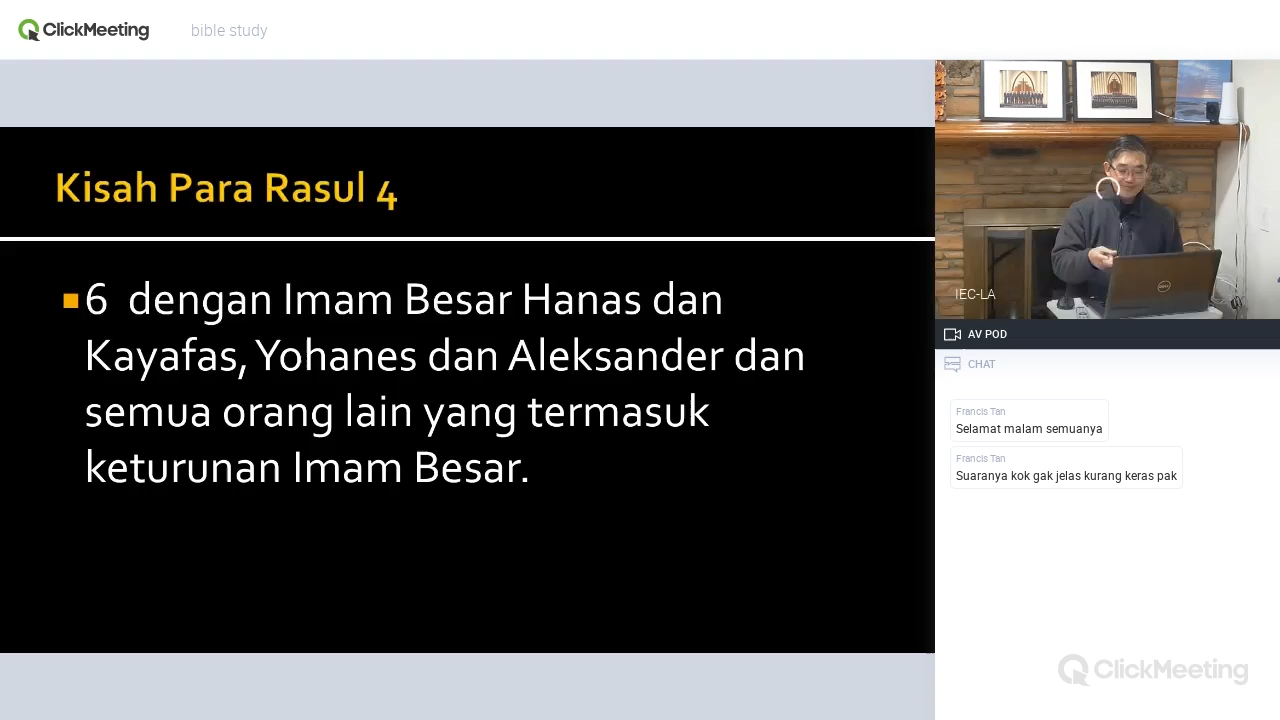 ClickMeeting
bible study
Kisah Para Rasul 4
6 dengan Imam Besar Hanas dan
Kayafas, Yohanes dan Aleksander dan
semua orang lain yang termasuk
keturunan Imam Besar.
IEC-LA
DELL
AV POD
CHAT
Francis Tan
Selamat malam semuanya
Francis Tan
Suaranya kok gak jelas kurang keras pak
ClickMeeting